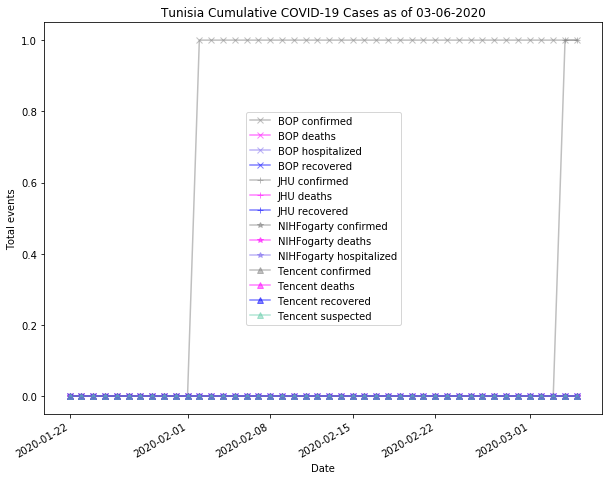 Tunisia Cumulative COVID-19 Cases as of 03-06-2020
Total events
1.0
0.8
0.6
0.4
0.2
0.0
BOP confirmed
BOP deaths
BOP hospitalized
BOP recovered
JHU confirmed
JHU deaths
JHU recovered
NIHFogarty confirmed
NIHFogarty deaths
NIHFogarty hospitalized
Tencent confirmed
Tencent deaths
Tencent recovered
Tencent suspected
2020-01-22
2020-02-01
2020-02-08
2020-02-15
2020-02-22
2020-03-01
Date